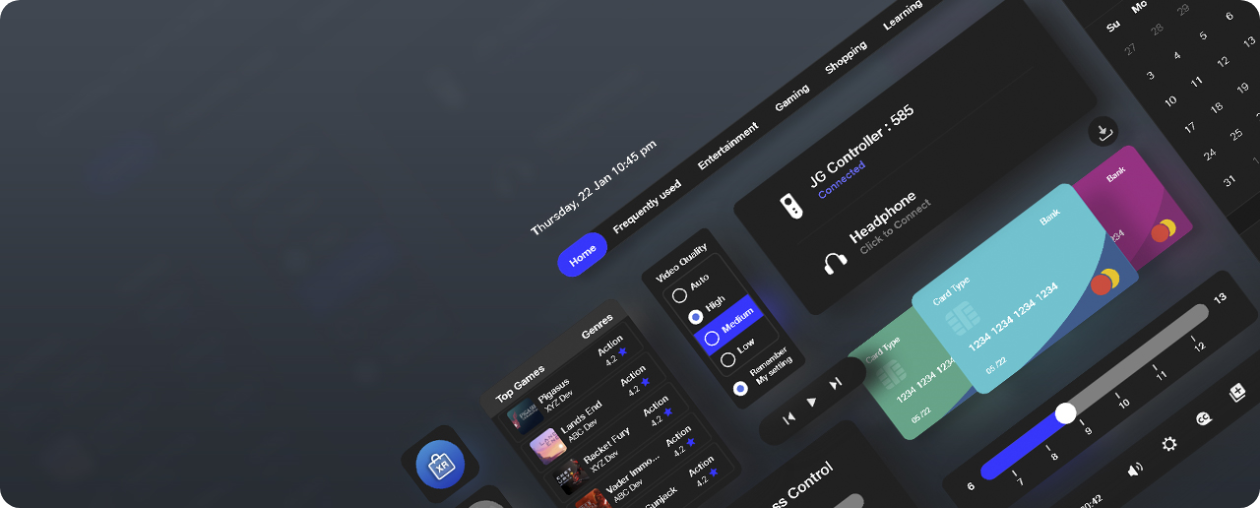 Thursday, 22 Jan 10:45 pm
Home
Frequently used
Entertainment
Gaming
Shopping
Learning
JG Controller : 585
Connected
Headphone
Click to Connect
Video Quality
Auto
High
Medium
Low
Remember
My setting
Top Games
Genres
Pigasus
XYZ Dev
Action
4.2
Lands End
ABC Dev
Action
4.2
Racket Fury
XYZ Dev
Action
4.2
Vader Immo...
ABC Dev
Action
4.2
Gunjack
Action
4.2
XR
Bank
234
Bank
Card Type
1234 1234 1234 1234
05 /22
Card Type
1234 1234 1234
05 /22
6
7
8
9
10
11
12
13
ss Control
20:42
Su Mo
27 28 29
3 4 5 6
10 11 12 13
17 18 19
24 25
31